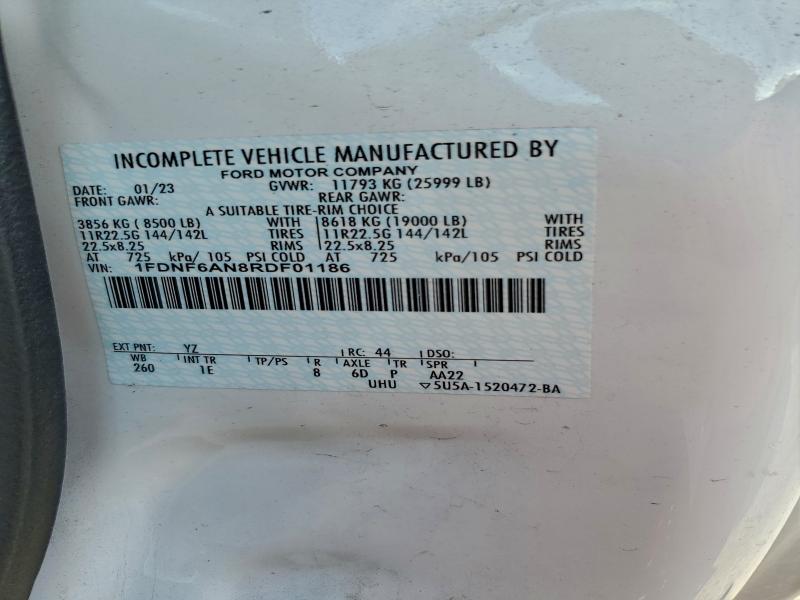 INCOMPLETE VEHICLE MANUFACTURED BY
FORD MOTOR COMPANY
DATE: 01/23 GVWR: 11793 KG (25999 LB)
FRONT GAWR: REAR GAWR:
A SUITABLE TIRE-RIM CHOICE
3856 KG ( 8500 LB) WITH 8618 KG (19000 LB) WITH
11R22.5G 144/142L TIRES 11R22.5G 144/142L TIRES
22.5x8.25 RIMS 22.5x8.25 RIMS
AT 725 kPa/ 105 PSI COLD AT 725 kPa/105 PSI COLD
VIN: 1FDNF6AN8RDF01186
EXT PNT: YZ RC: 44 DSO:
WB INT TR TP/PS R AXLE TR SPR
260 1E 8 6D P AA22
UHU ▽5U5A-1520472-BA